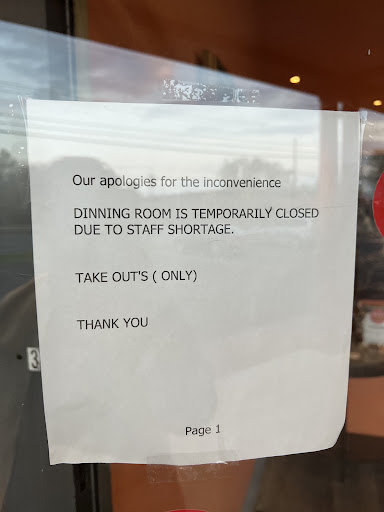 Our apologies for the inconvenience
DINNING ROOM IS TEMPORARILY CLOSED
DUE TO STAFF SHORTAGE.
TAKE OUT'S ( ONLY)
THANK YOU
Page 1
3